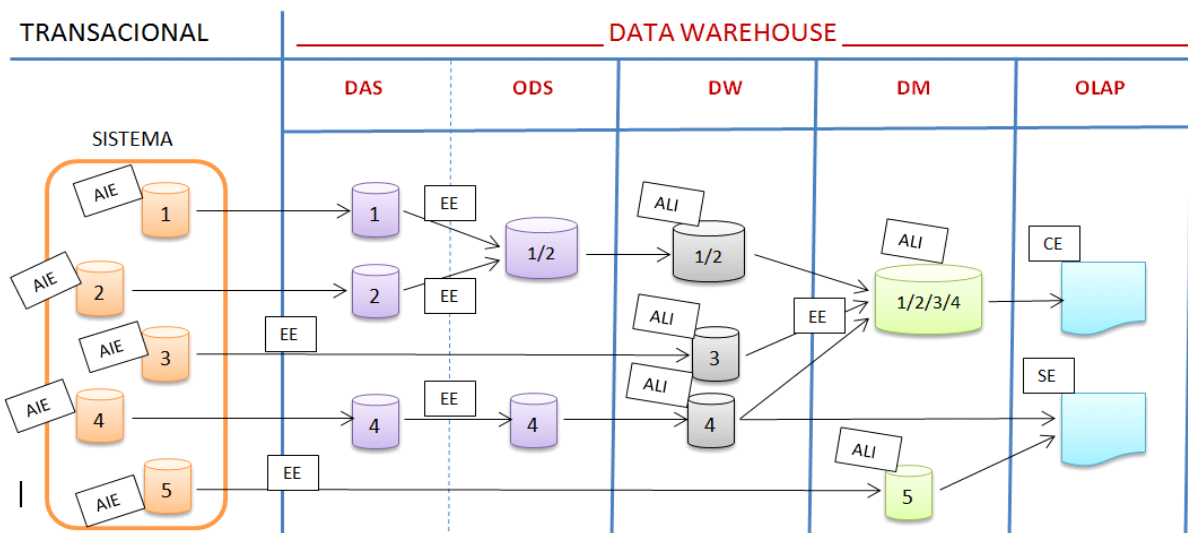 TRANSACIONAL
DATA WAREHOUSE
DAS
ODS
DW
DM
OLAP
SISTEMA
AIE
1
1
EE
1/2
ALI
1/2
ALI
1/2/3/4
CE
AIE
2
2
EE
AIE
3
EE
ALI
3
EE
AIE
4
4
EE
4
ALI
4
SE
AIE
5
EE
ALI
5